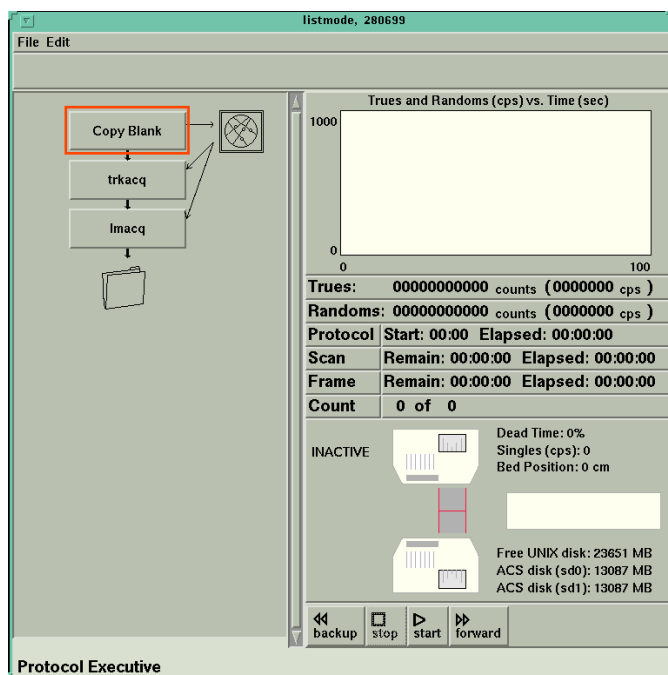 listmode, 280699
File Edit
Copy Blank
trkacq
lmacq
Trues and Randoms (cps) vs. Time (sec)
1000
0
0 100
Trues: 00000000000 counts (0000000 cps )
Randoms: 00000000000 counts (0000000 cps )
Protocol Start: 00:00 Elapsed: 00:00:00
Scan Remain: 00:00:00 Elapsed: 00:00:00
Frame Remain: 00:00:00 Elapsed: 00:00:00
Count 0 of 0
INACTIVE
Dead Time: 0%
Singles (cps): 0
Bed Position: 0 cm
Free UNIX disk: 23651 MB
ACS disk (sd0): 13087 MB
ACS disk (sd1): 13087 MB
backup stop start forward
Protocol Executive